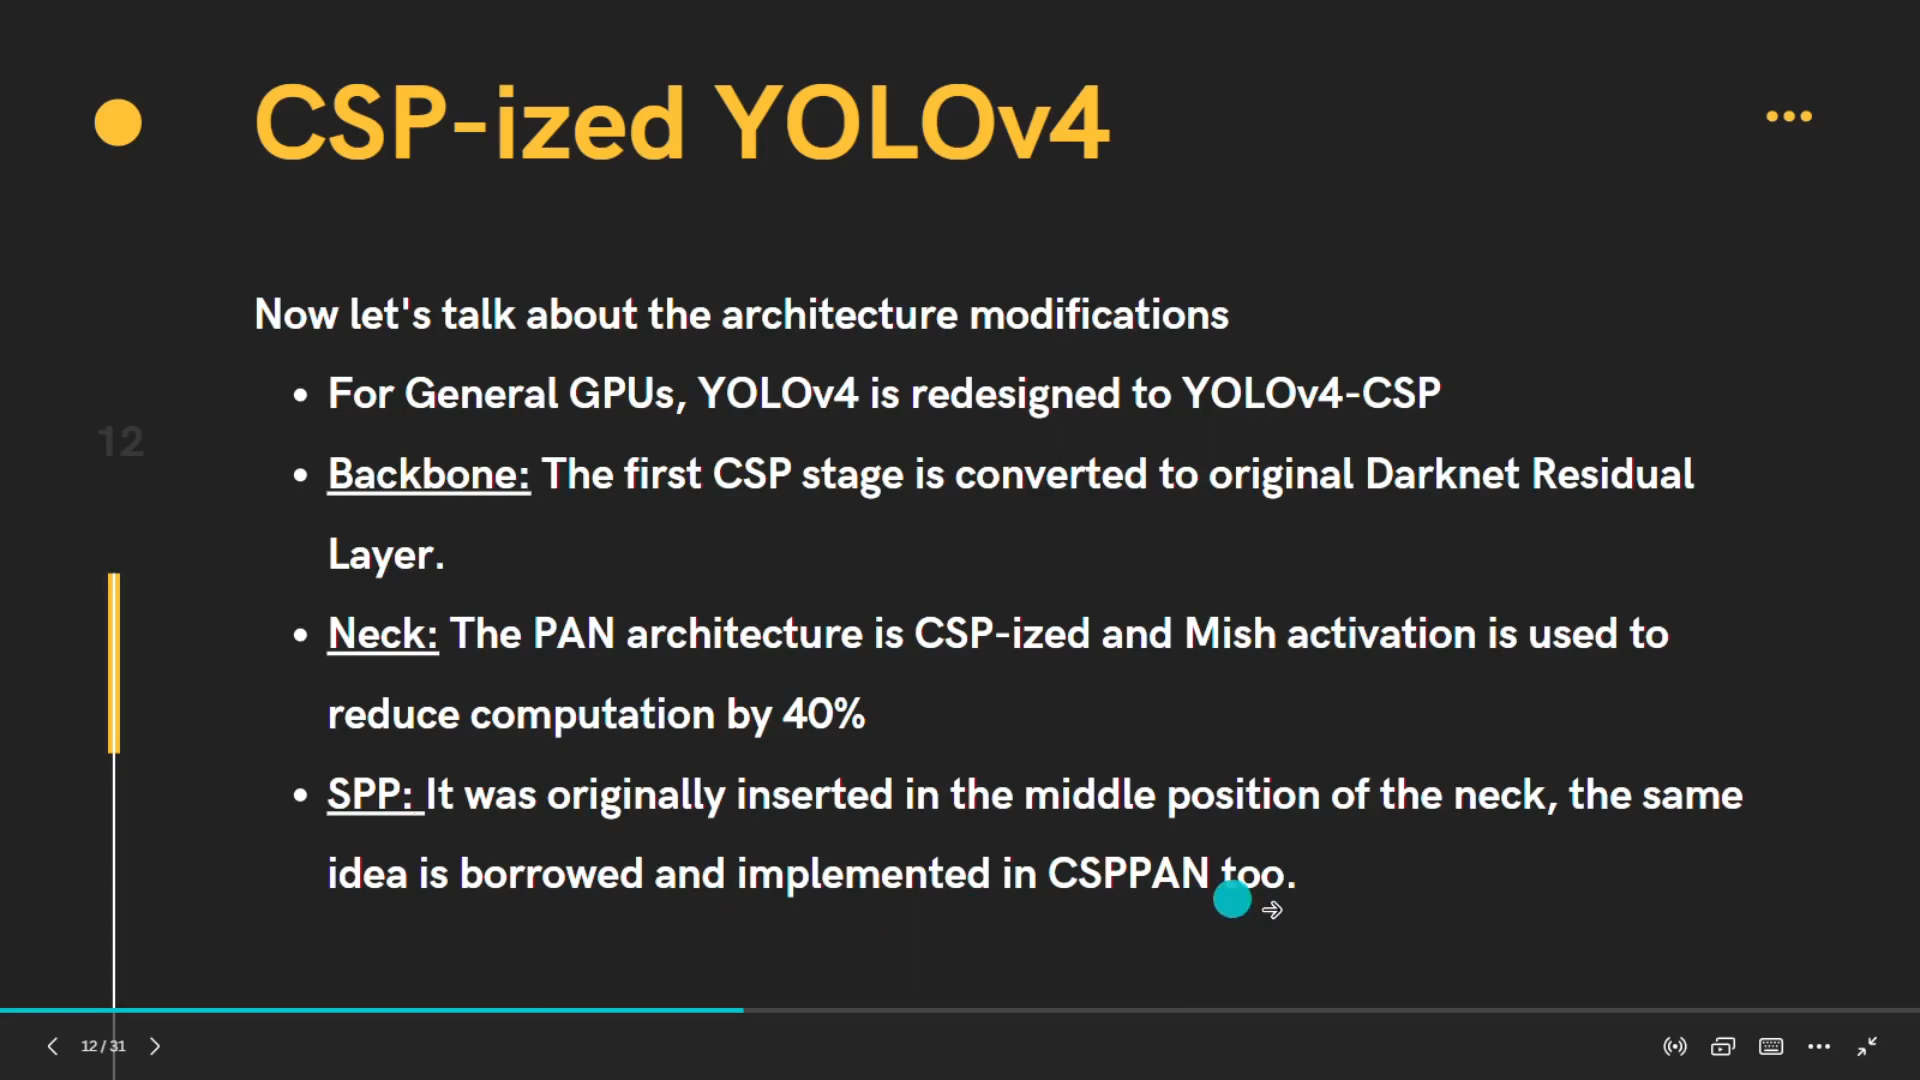 CSP-ized YOLOv4
Now let's talk about the architecture modifications
• For General GPUs, YOLOv4 is redesigned to YOLOv4-CSP
• Backbone: The first CSP stage is converted to original Darknet Residual
Layer.
• Neck: The PAN architecture is CSP-ized and Mish activation is used to
reduce computation by 40%
• SPP: It was originally inserted in the middle position of the neck, the same
idea is borrowed and implemented in CSPPAN too.
12
12 / 31